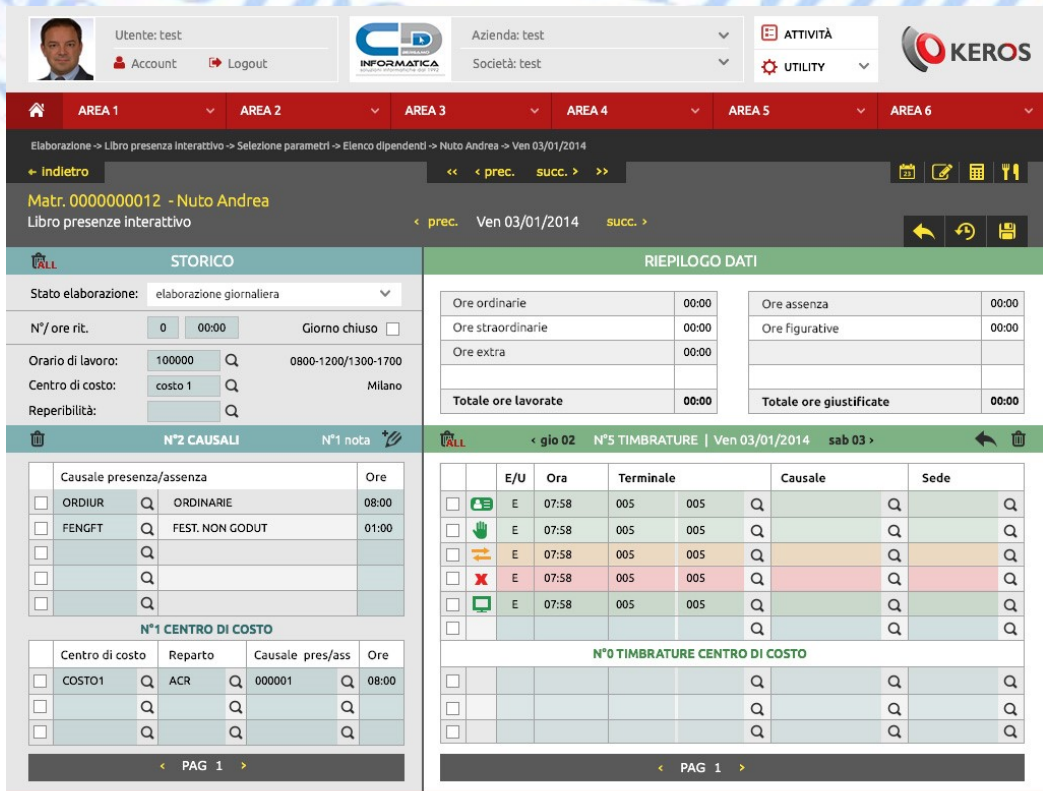 Utente: test
Account Logout
BERGAMO
INFORMATICA
soluzioni informatiche dal 1992
Azienda: test
Società: test
ATTIVITÀ
UTILITY
KEROS
AREA 1 AREA 2 AREA 3 AREA 4 AREA 5 AREA 6
Elaborazione -> Libro presenza interattivo -> Selezione parametri -> Elenco dipendenti -> Nuto Andrea -> Ven 03/01/2014
← indietro
<< < prec. succ. > >>
23
Matr. 0000000012 - Nuto Andrea
Libro presenze interattivo
< prec. Ven 03/01/2014 succ. >
ALL STORICO
Stato elaborazione: elaborazione giornaliera
N°/ ore rit. 0 00:00 Giorno chiuso
Orario di lavoro: 100000 0800-1200/1300-1700
Centro di costo: costo 1 Milano
Reperibilità:
RIEPILOGO DATI
Ore ordinarie 00:00 Ore assenza 00:00
Ore straordinarie 00:00 Ore figurative 00:00
Ore extra 00:00
Totale ore lavorate 00:00 Totale ore giustificate 00:00
N°2 CAUSALI N°1 nota
Causale presenza/assenza Ore
ORDIUR ORDINARIE 08:00
FENGFT FEST. NON GODUT 01:00
N°1 CENTRO DI COSTO
Centro di costo Reparto Causale pres/ass Ore
COSTO1 ACR 000001 08:00
< PAG 1 >
ALL < gio 02 N°5 TIMBRATURE | Ven 03/01/2014 sab 03 >
E/U Ora Terminale Causale Sede
E 07:58 005 005
E 07:58 005 005
E 07:58 005 005
E 07:58 005 005
E 07:58 005 005
N°0 TIMBRATURE CENTRO DI COSTO
< PAG 1 >